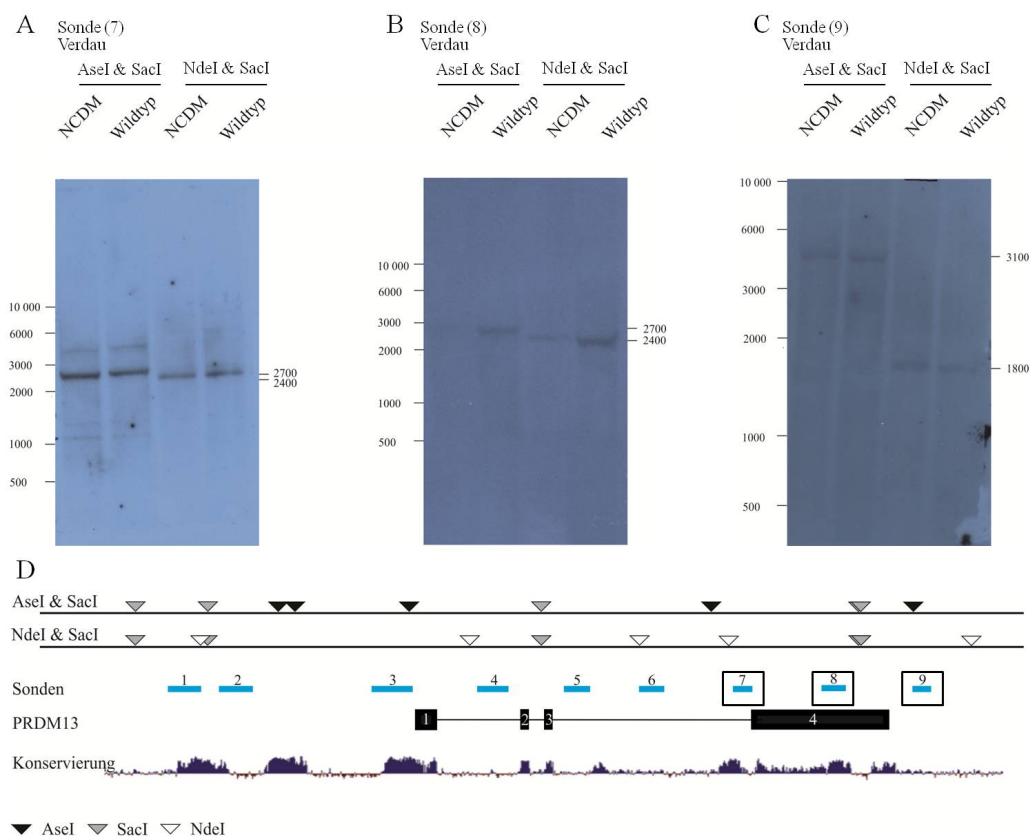 A
Sonde (7)
Verdau
AseI & SacI
NdeI & SacI
NCDM
Wildtyp
NCDM
Wildtyp
10 000
6000
3000
2000
1000
500
2700
2400
B
Sonde (8)
Verdau
AseI & SacI
NdeI & SacI
NCDM
Wildtyp
NCDM
Wildtyp
10 000
6000
3000
2000
1000
500
2700
2400
C
Sonde (9)
Verdau
AseI & SacI
NdeI & SacI
NCDM
Wildtyp
NCDM
Wildtyp
10 000
6000
3000
2000
1000
500
3100
1800
D
AseI & SacI
NdeI & SacI
Sonden 1 2 3 4 5 6 7 8 9
PRDM13 1 2 3 4
Konservierung
AseI SacI NdeI